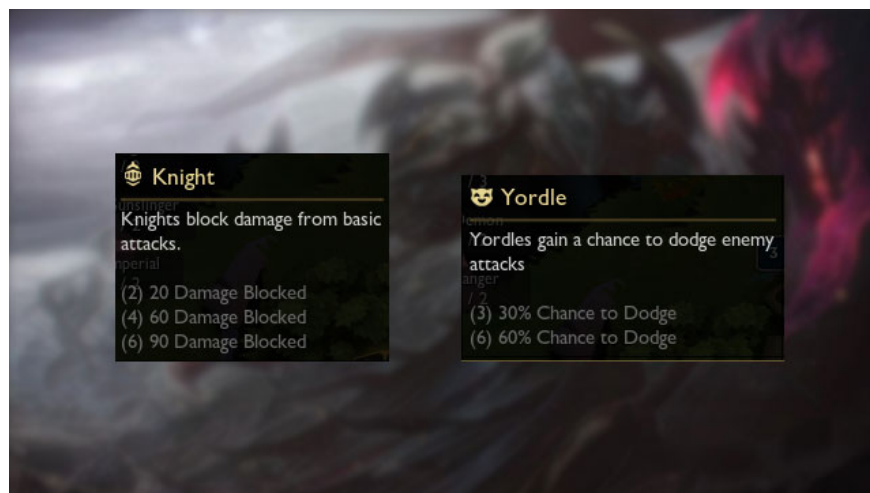 Knight
Knights block damage from basic
attacks.
(2) 20 Damage Blocked
(4) 60 Damage Blocked
(6) 90 Damage Blocked
Yordle
Yordles gain a chance to dodge enemy
attacks
(3) 30% Chance to Dodge
(6) 60% Chance to Dodge